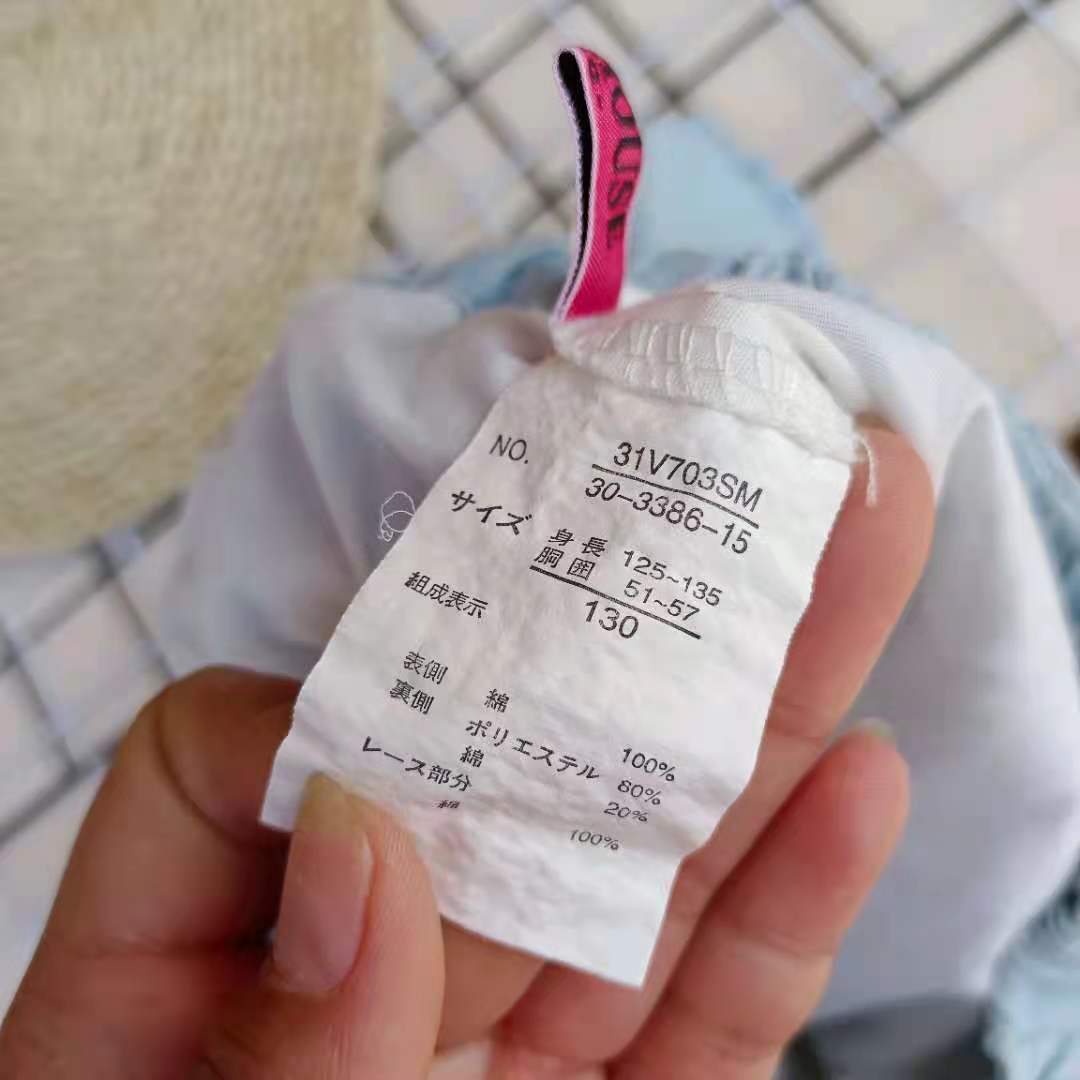 OUSE
NO. 31V703SM
30-3386-15
サイズ 身長 125~135
胴囲 51~57
130
組成表示
表側 綿 100%
裏側 ポリエステル 80%
綿 20%
レース部分
綿 100%